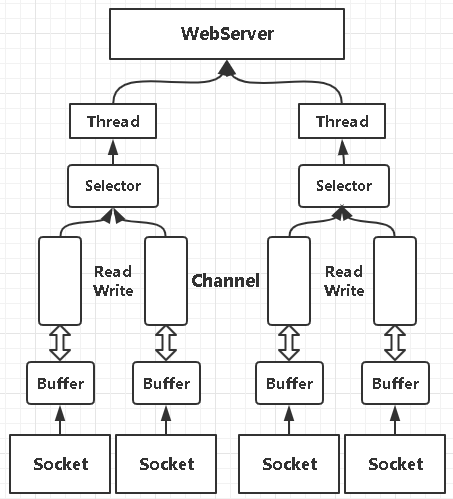 WebServer
Thread
Thread
Selector
Selector
Read
Write
Channel
Read
Write
Buffer
Buffer
Buffer
Buffer
Socket
Socket
Socket
Socket